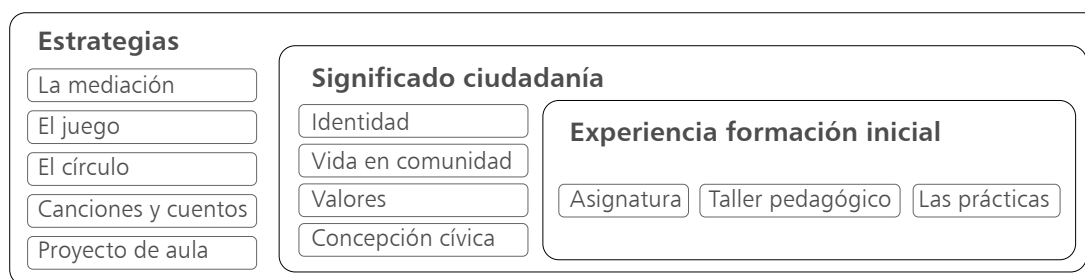 Estrategias
La mediación
El juego
El círculo
Canciones y cuentos
Proyecto de aula
Significado ciudadanía
Identidad
Vida en comunidad
Valores
Concepción cívica
Experiencia formación inicial
Asignatura
Taller pedagógico
Las prácticas